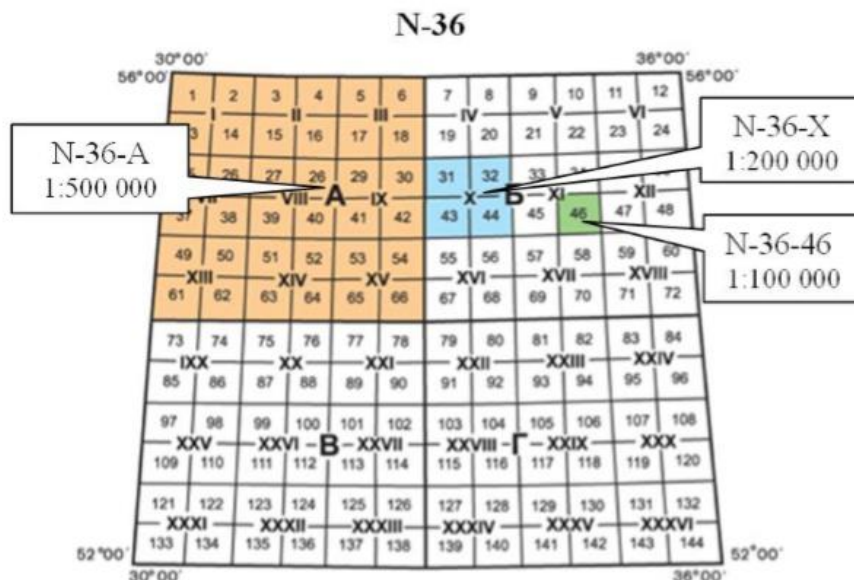 N-36
30°00′ 36°00′
56°00′ 56°00′
1 2 3 4 5 6 7 8 9 10 11 12
I II III IV V VI
14 15 16 17 18 19 20 21 22 23 24
N-36-A
1:500 000
N-36-X
1:200 000
26 27 28 29 30 31 32 33
VIII А IX X Б XI XII
37 38 39 40 41 42 43 44 45 46 47 48
N-36-46
1:100 000
49 50 51 52 53 54 55 56 57 58 59 60
XIII XIV XV XVI XVII XVIII
61 62 63 64 65 66 67 68 69 70 71 72
73 74 75 76 77 78 79 80 81 82 83 84
IXX XX XXI XXII XXIII XXIV
85 86 87 88 89 90 91 92 93 94 95 96
97 98 99 100 101 102 103 104 105 106 107 108
XXV XXVI В XXVII XXVIII Г XXIX XXX
109 110 111 112 113 114 115 116 117 118 119 120
121 122 123 124 125 126 127 128 129 130 131 132
XXXI XXXII XXXIII XXXIV XXXV XXXVI
133 134 135 136 137 138 139 140 141 142 143 144
52°00′ 52°00′
30°00′ 36°00′